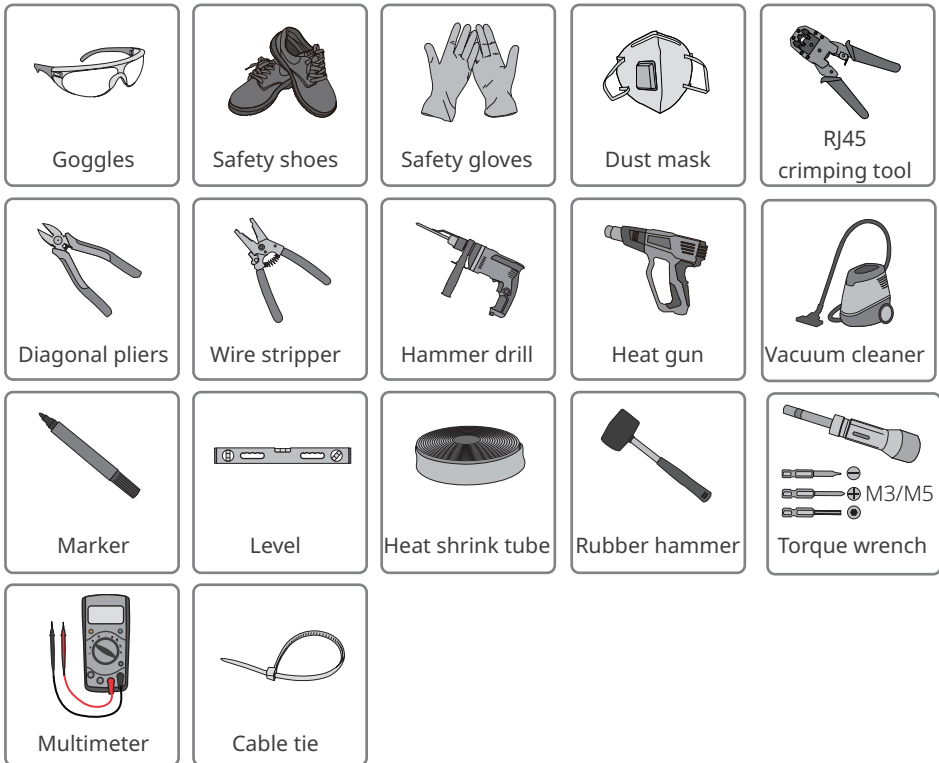 Goggles
Safety shoes
Safety gloves
Dust mask
RJ45
crimping tool
Diagonal pliers
Wire stripper
Hammer drill
Heat gun
Vacuum cleaner
Marker
Level
Heat shrink tube
Rubber hammer
M3/M5
Torque wrench
Multimeter
Cable tie